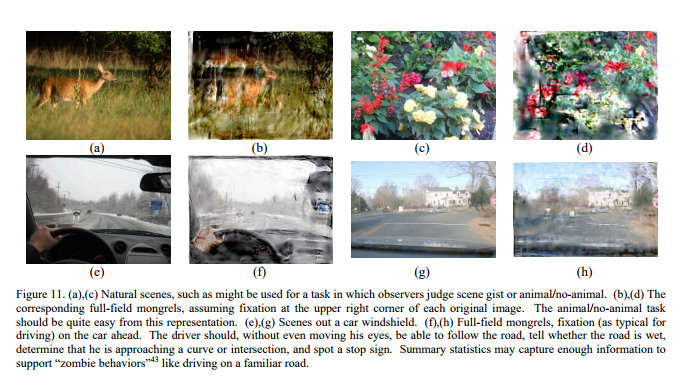 (a)
(b)
(c)
(d)
(e)
(f)
(g)
(h)
Figure 11. (a),(c) Natural scenes, such as might be used for a task in which observers judge scene gist or animal/no-animal. (b),(d) The
corresponding full-field mongrels, assuming fixation at the upper right corner of each original image. The animal/no-animal task
should be quite easy from this representation. (e),(g) Scenes out a car windshield. (f),(h) Full-field mongrels, fixation (as typical for
driving) on the car ahead. The driver should, without even moving his eyes, be able to follow the road, tell whether the road is wet,
determine that he is approaching a curve or intersection, and spot a stop sign. Summary statistics may capture enough information to
support “zombie behaviors”⁴³ like driving on a familiar road.